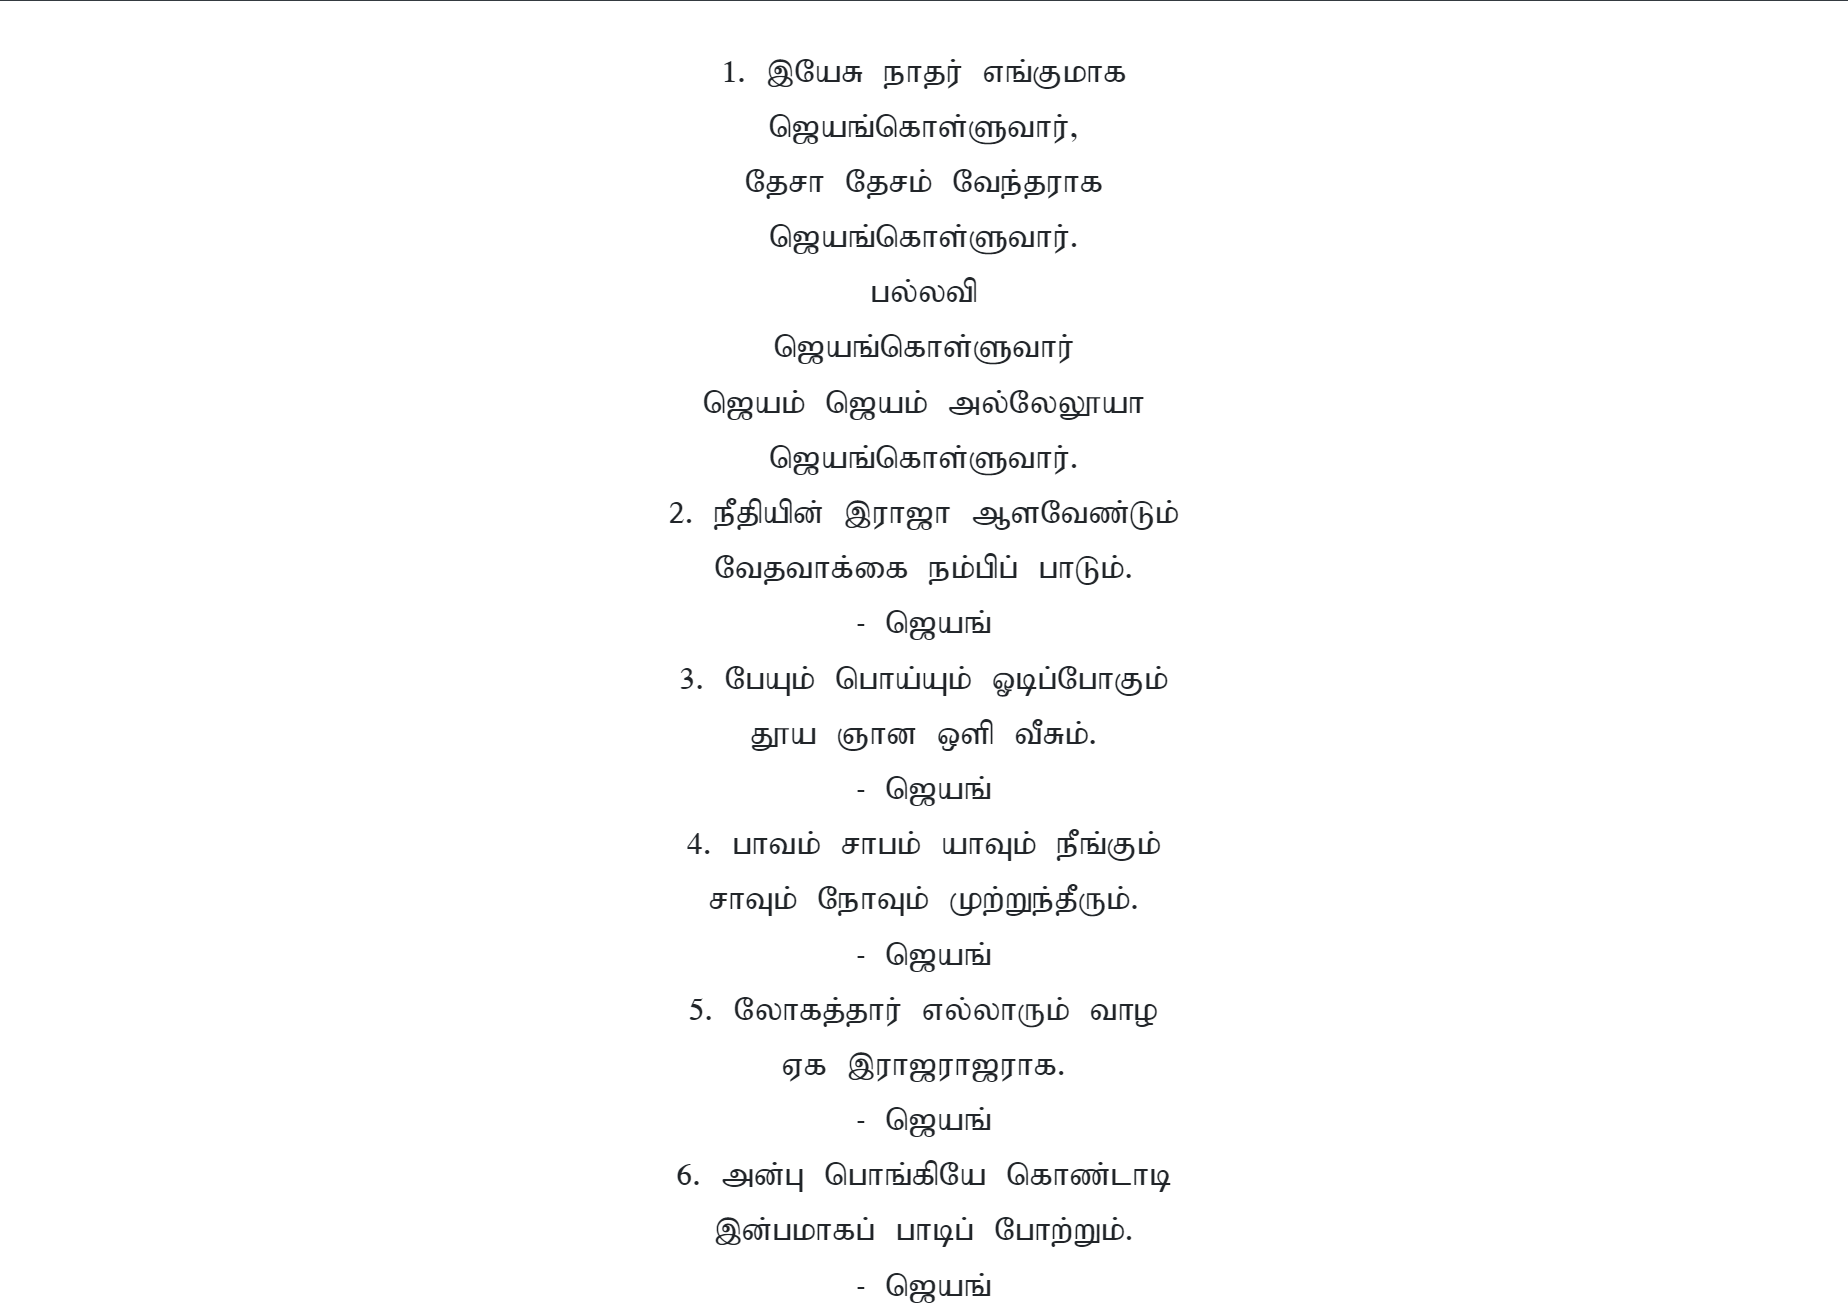 1. இயேசு நாதர் எங்குமாக
ஜெயங்கொள்ளுவார்,
தேசா தேசம் வேந்தராக
ஜெயங்கொள்ளுவார்.
பல்லவி
ஜெயங்கொள்ளுவார்
ஜெயம் ஜெயம் அல்லேலூயா
ஜெயங்கொள்ளுவார்.
2. நீதியின் இராஜா ஆளவேண்டும்
வேதவாக்கை நம்பிப் பாடும்.
- ஜெயங்
3. பேயும் பொய்யும் ஓடிப்போகும்
தூய ஞான ஒளி வீசும்.
- ஜெயங்
4. பாவம் சாபம் யாவும் நீங்கும்
சாவும் நோவும் முற்றுந்தீரும்.
- ஜெயங்
5. லோகத்தார் எல்லாரும் வாழ
ஏக இராஜராஜராக.
- ஜெயங்
6. அன்பு பொங்கியே கொண்டாடி
இன்பமாகப் பாடிப் போற்றும்.
- ஜெயங்